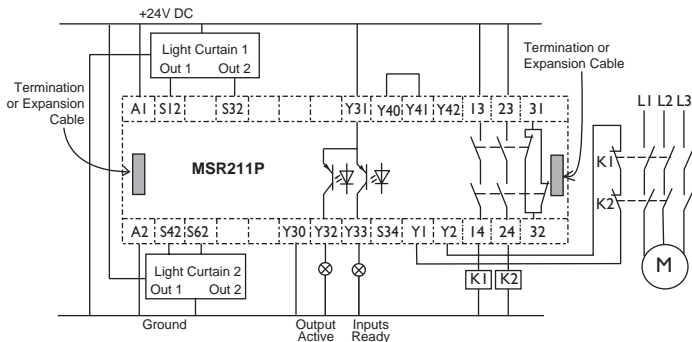 +24V DC
Light Curtain 1
Out 1 Out 2
Termination or
Expansion Cable
Termination
or Expansion
Cable
A1 S12 S32 Y31 Y40 Y41 Y42 13 23 31
L1 L2 L3
MSR211P
K1
K2
A2 S42 S62 Y30 Y32 Y33 S34 Y1 Y2 14 24 32
Light Curtain 2
Out 1 Out 2
K1 K2
M
Ground
Output
Active
Inputs
Ready